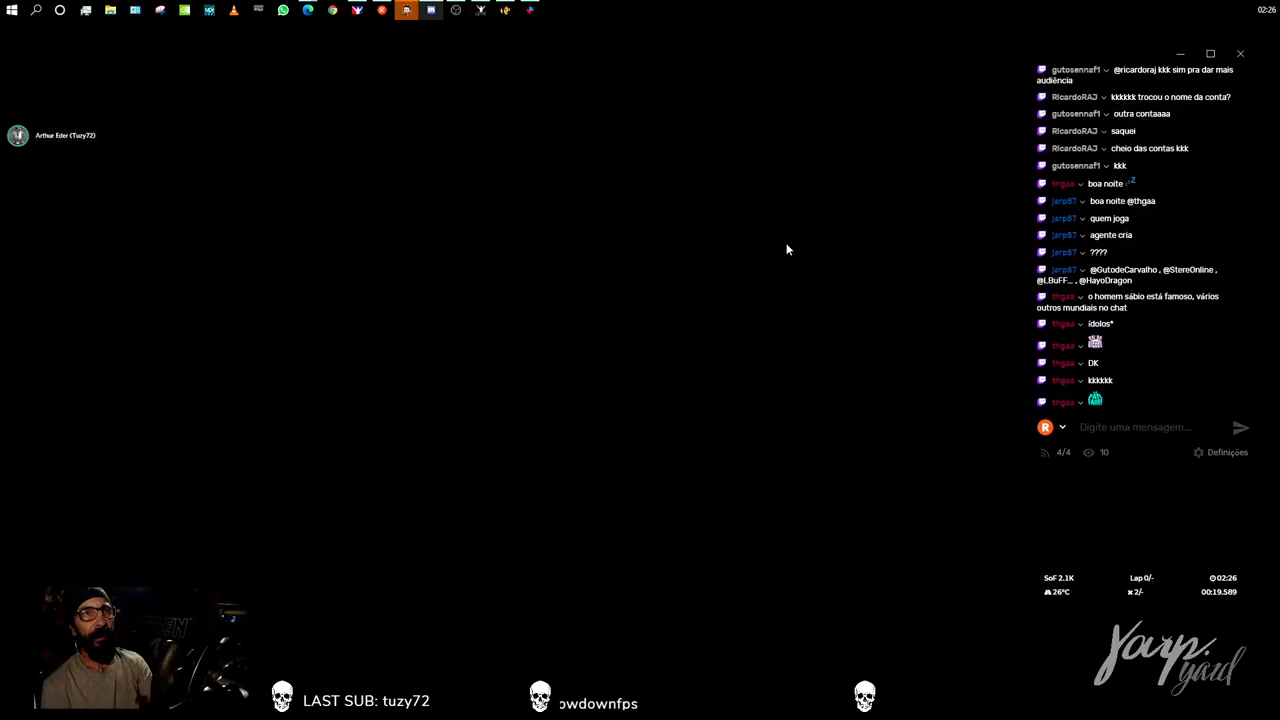 02:26
gutosennaf1 @ricardoraj kkk sim pra dar mais
audiência
RicardoRAJ kkkkkk trocou o nome da conta?
gutosennaf1 outra contaaaa
RicardoRAJ saquei
RicardoRAJ cheio das contas kkk
gutosennaf1 kkk
Arthur Eder (Tuzy72)
thgaa boa noite
jarp87 boa noite @thgaa
jarp87 quem joga
jarp87 agente cria
jarp87 ????
jarp87 @GutodeCarvalho , @StereOnline ,
@LBuFF_ , @HayoDragon
thgaa o homem sábio está famoso, vários
outros mundiais no chat
thgaa ídolos*
thgaa
thgaa DK
thgaa kkkkkk
thgaa
R Digite uma mensagem...
4/4 10 Definições
SoF 2.1K Lap 0/- 02:26
26°C 2/- 00:19.589
Yarp.
yard
LAST SUB: tuzy72
owdownfps